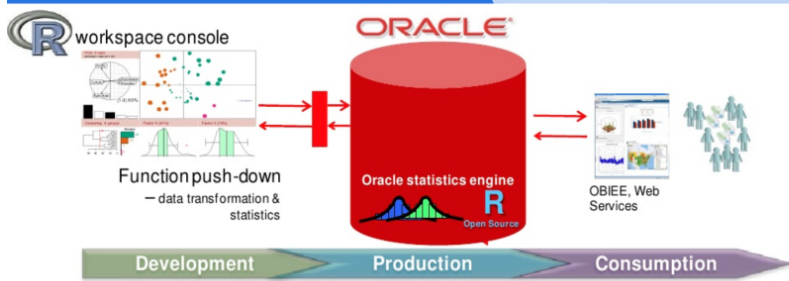 R workspace console
ORACLE®
Function push-down
– data transformation &
statistics
Oracle statistics engine
R
Open Source
OBIEE, Web
Services
Development
Production
Consumption